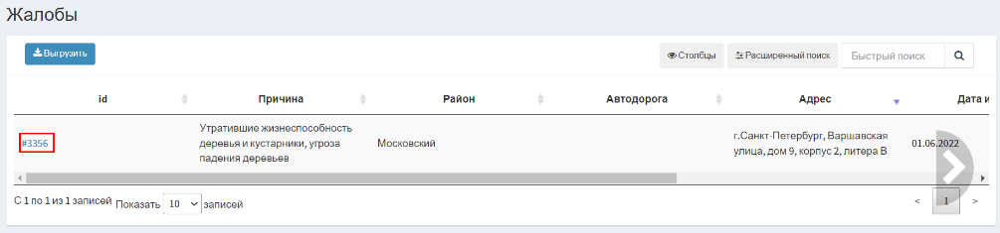 Жалобы
Выгрузить
Столбцы
Расширенный поиск
Быстрый поиск
id Причина Район Автодорога Адрес Дата и
#3356
Утратившие жизнеспособность
деревья и кустарники, угроза
падения деревьев
Московский
г.Санкт-Петербург, Варшавская
улица, дом 9, корпус 2, литера В
01.06.2022
С 1 по 1 из 1 записей Показать 10 записей
< 1 >